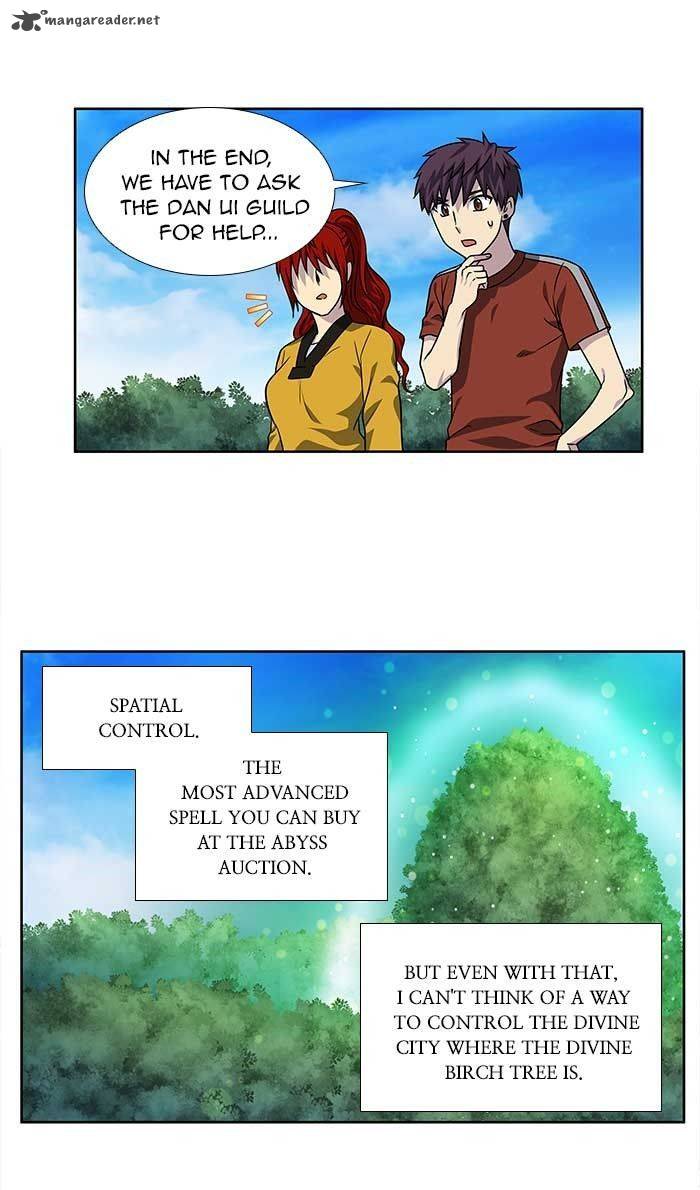 mangareader.net
IN THE END,
WE HAVE TO ASK
THE DAN UI GUILD
FOR HELP...
SPATIAL
CONTROL.
THE
MOST ADVANCED
SPELL YOU CAN BUY
AT THE ABYSS
AUCTION.
BUT EVEN WITH THAT,
I CAN'T THINK OF A WAY
TO CONTROL THE DIVINE
CITY WHERE THE DIVINE
BIRCH TREE IS.